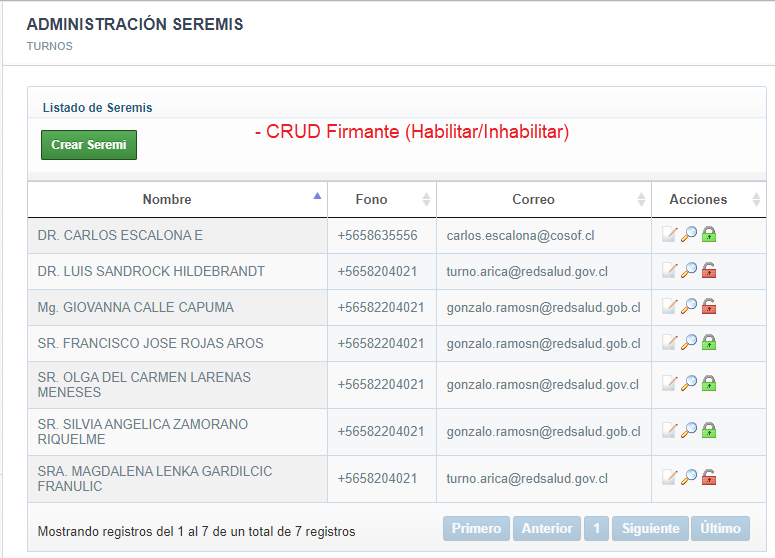 ADMINISTRACIÓN SEREMIS
TURNOS
Listado de Seremis
Crear Seremi
- CRUD Firmante (Habilitar/Inhabilitar)
Nombre Fono Correo Acciones
DR. CARLOS ESCALONA E +5658635556 carlos.escalona@cosof.cl
DR. LUIS SANDROCK HILDEBRANDT +5658204021 turno.arica@redsalud.gov.cl
Mg. GIOVANNA CALLE CAPUMA +56582204021 gonzalo.ramosn@redsalud.gob.cl
SR. FRANCISCO JOSE ROJAS AROS +56582204021 gonzalo.ramosn@redsalud.gob.cl
SR. OLGA DEL CARMEN LARENAS
MENESES +56582204021 gonzalo.ramosn@redsalud.gov.cl
SR. SILVIA ANGELICA ZAMORANO
RIQUELME +56582204021 gonzalo.ramosn@redsalud.gob.cl
SRA. MAGDALENA LENKA GARDILCIC
FRANULIC +5658204021 turno.arica@redsalud.gov.cl
Mostrando registros del 1 al 7 de un total de 7 registros
Primero Anterior 1 Siguiente Último